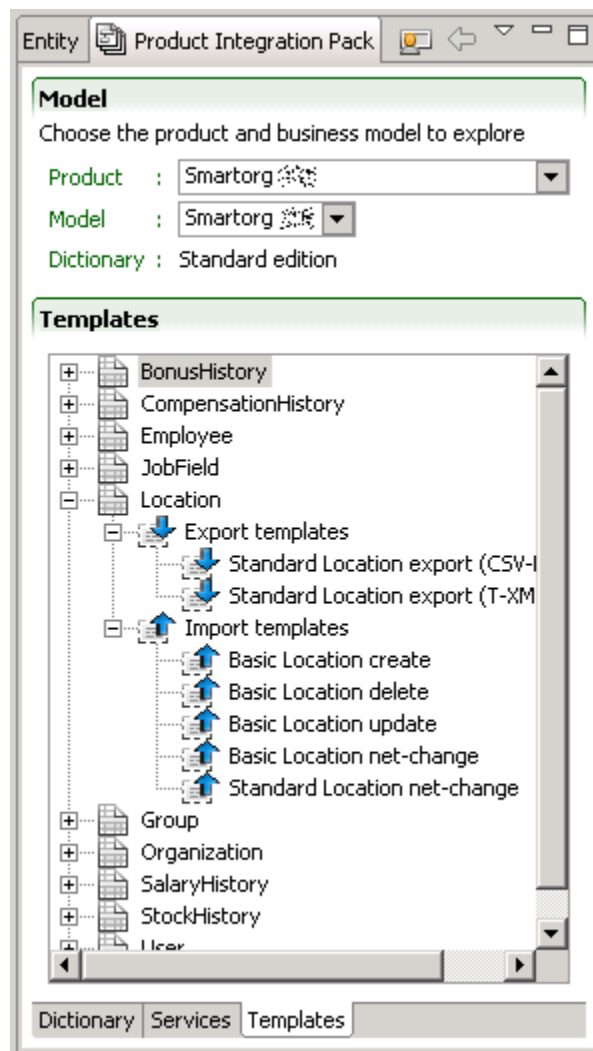 Entity Product Integration Pack
Model
Choose the product and business model to explore
Product : Smartorg
Model : Smartorg
Dictionary : Standard edition
Templates
BonusHistory
CompensationHistory
Employee
JobField
Location
Export templates
Standard Location export (CSV-
Standard Location export (T-XM
Import templates
Basic Location create
Basic Location delete
Basic Location update
Basic Location net-change
Standard Location net-change
Group
Organization
SalaryHistory
StockHistory
User
Dictionary Services Templates